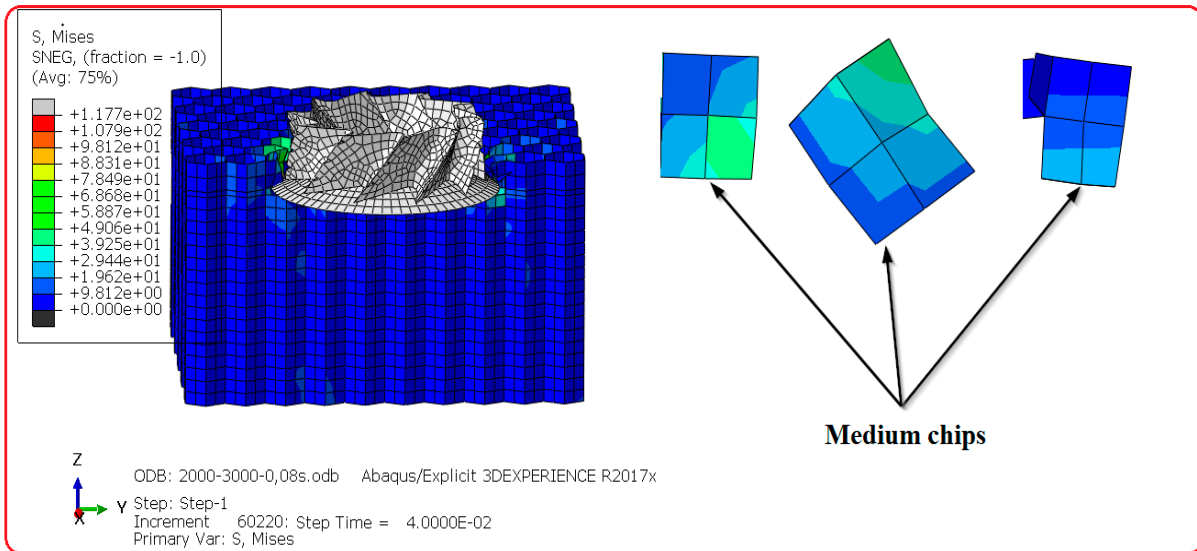 S, Mises
SNEG, (fraction = -1.0)
(Avg: 75%)
+1.177e+02
+1.079e+02
+9.812e+01
+8.831e+01
+7.849e+01
+6.868e+01
+5.887e+01
+4.906e+01
+3.925e+01
+2.944e+01
+1.962e+01
+9.812e+00
+0.000e+00
Medium chips
Z
Y
X
ODB: 2000-3000-0,08s.odb Abaqus/Explicit 3DEXPERIENCE R2017x
Step: Step-1
Increment 60220: Step Time = 4.0000E-02
Primary Var: S, Mises